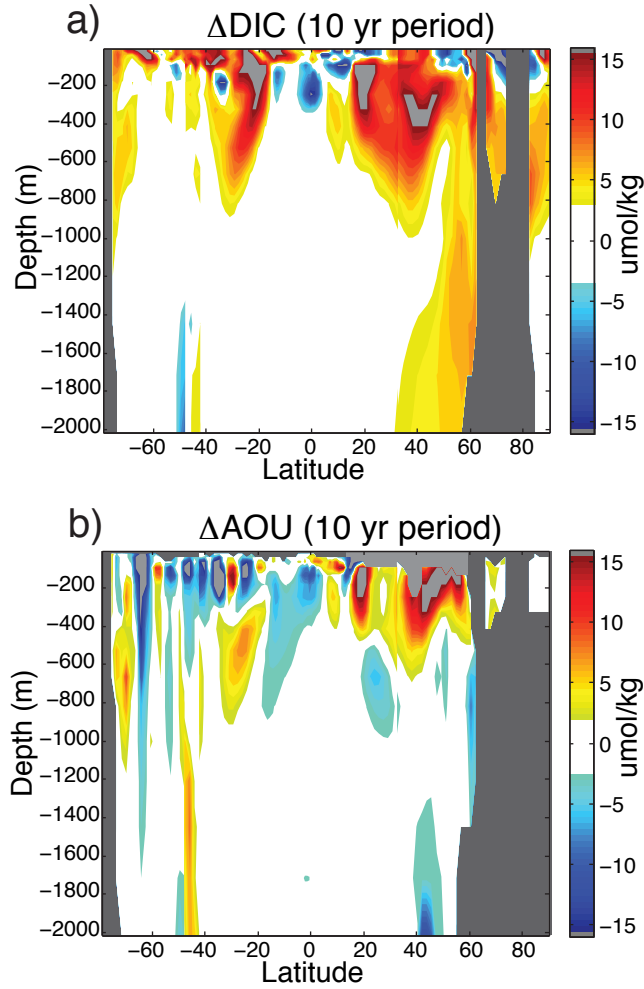 a)
ΔDIC (10 yr period)
−200
−400
−600
−800
−1000
−1200
−1400
−1600
−1800
−2000
Depth (m)
−60 −40 −20 0 20 40 60 80
Latitude
15
10
5
0
−5
−10
−15
umol/kg
b)
ΔAOU (10 yr period)
−200
−400
−600
−800
−1000
−1200
−1400
−1600
−1800
−2000
Depth (m)
−60 −40 −20 0 20 40 60 80
Latitude
15
10
5
0
−5
−10
−15
umol/kg